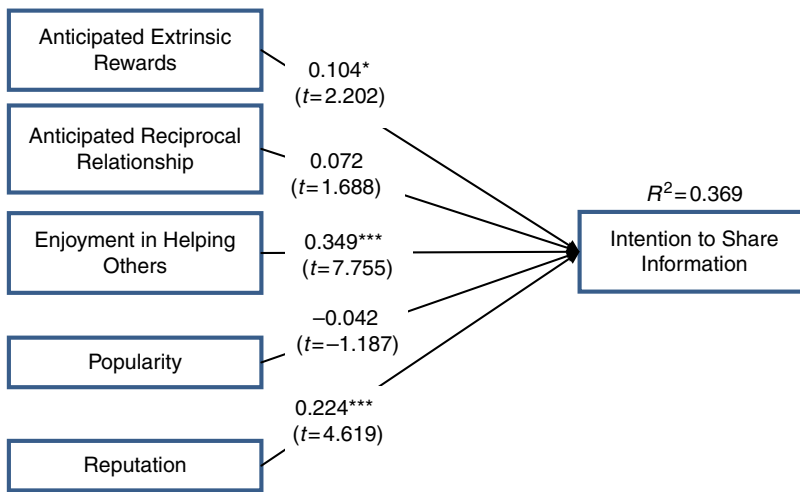 Anticipated Extrinsic
Rewards
0.104*
(t=2.202)
Anticipated Reciprocal
Relationship
0.072
(t=1.688)
R²=0.369
Enjoyment in Helping
Others
0.349***
(t=7.755)
Intention to Share
Information
–0.042
(t=–1.187)
Popularity
0.224***
(t=4.619)
Reputation